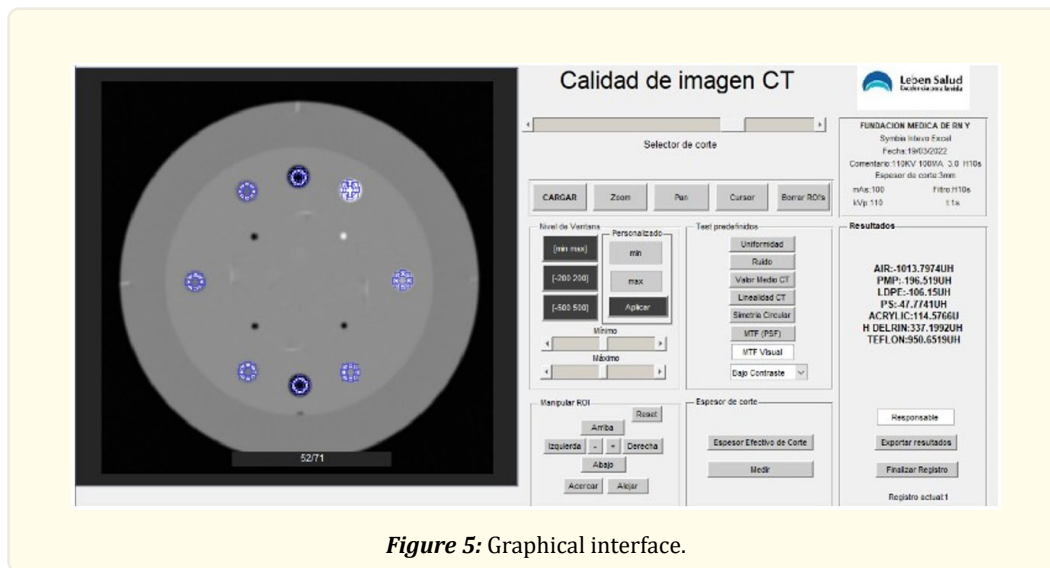 Calidad de imagen CT
Leben Salud
Excelencia para la vida
Selector de corte
FUNDACION MEDICA DE RN Y
Symbia Intevo Excel
Fecha:19/03/2022
Comentario:110KV 100MA 3,0 H10s
Espesor de corte:3mm
mAs:100 Filtro:H10s
kVp:110 t:1s
CARGAR Zoom Pan Cursor Borrar ROI's
Nivel de Ventana
Personalizado
[min max]
min
[-200 200]
max
[-500 500]
Aplicar
Mínimo
Máximo
Test predefinidos
Uniformidad
Ruido
Valor Medio CT
Linealidad CT
Simetría Circular
MTF (PSF)
MTF Visual
Bajo Contraste
Resultados
AIR:-1013.7974UH
PMP:-196.519UH
LDPE:-106.15UH
PS:-47.7741UH
ACRYLIC:114.5766U
H DELRIN:337.1992UH
TEFLON:950.6519UH
52/71
Manipular ROI
Reset
Arriba
Izquierda - + Derecha
Abajo
Acercar Alejar
Espesor de corte
Espesor Efectivo de Corte
Medir
Responsable
Exportar resultados
Finalizar Registro
Registro actual:1
Figure 5: Graphical interface.